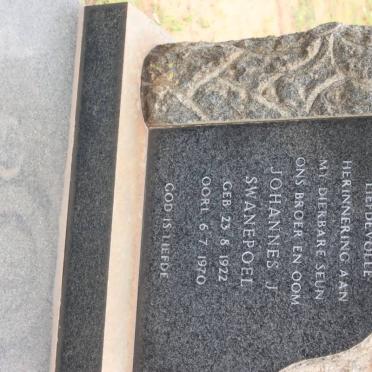 LIEFDEVOLLE
HERINNERING AAN
MY DIERBARE SEUN
ONS BROER EN OOM
JOHANNES J.
SWANEPOEL
GEB. 23.8.1922
OORL. 6.7.1970
GOD IS LIEFDE